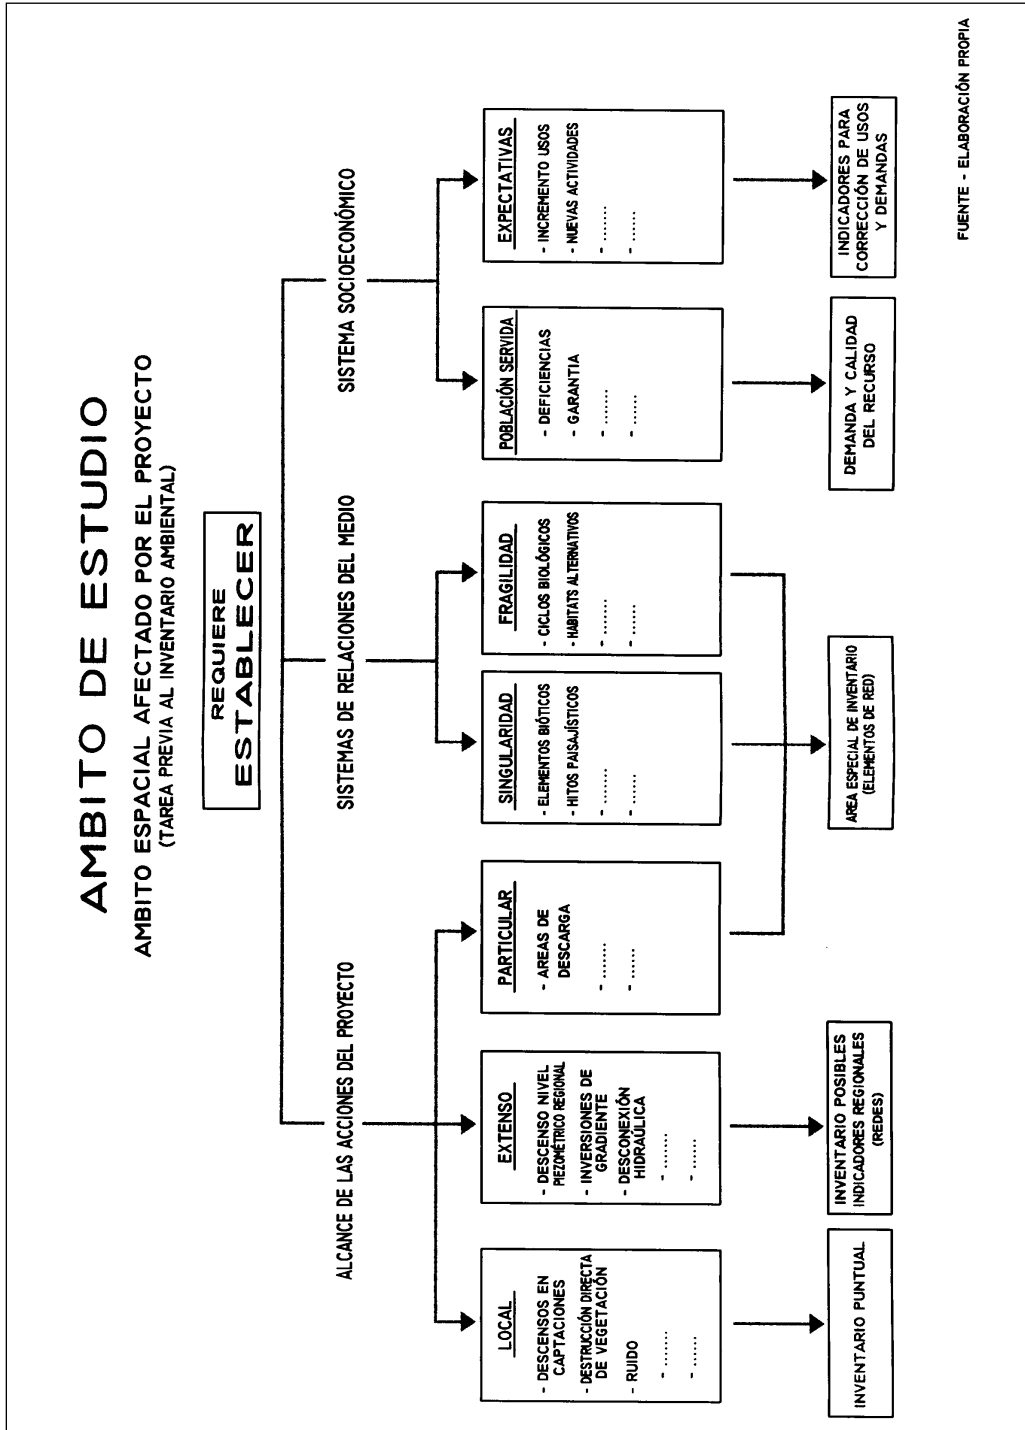 AMBITO DE ESTUDIO
AMBITO ESPACIAL AFECTADO POR EL PROYECTO
(TAREA PREVIA AL INVENTARIO AMBIENTAL)
REQUIERE
ESTABLECER
ALCANCE DE LAS ACCIONES DEL PROYECTO
SISTEMAS DE RELACIONES DEL MEDIO
SISTEMA SOCIOECONÓMICO
LOCAL
- DESCENSOS EN
CAPTACIONES
- DESTRUCCIÓN DIRECTA
DE VEGETACIÓN
- RUIDO
- .......
- ......
EXTENSO
- DESCENSO NIVEL
PIEZOMÉTRICO REGIONAL
- INVERSIONES DE
GRADIENTE
- DESCONEXIÓN
HIDRAÚLICA
- .......
- ......
PARTICULAR
- AREAS DE
DESCARGA
- .......
- ......
SINGULARIDAD
- ELEMENTOS BIÓTICOS
- HITOS PAISAJÍSTICOS
- .......
- ......
FRAGILIDAD
- CICLOS BIOLÓGICOS
- HABITATS ALTERNATIVOS
- .......
- ......
POBLACIÓN SERVIDA
- DEFICIENCIAS
- GARANTIA
- .......
- ......
EXPECTATIVAS
- INCREMENTO USOS
- NUEVAS ACTIVIDADES
- .......
- ......
INVENTARIO PUNTUAL
INVENTARIO POSIBLES
INDICADORES REGIONALES
(REDES)
AREA ESPECIAL DE INVENTARIO
(ELEMENTOS DE RED)
DEMANDA Y CALIDAD
DEL RECURSO
INDICADORES PARA
CORRECCIÓN DE USOS
Y DEMANDAS
FUENTE - ELABORACIÓN PROPIA